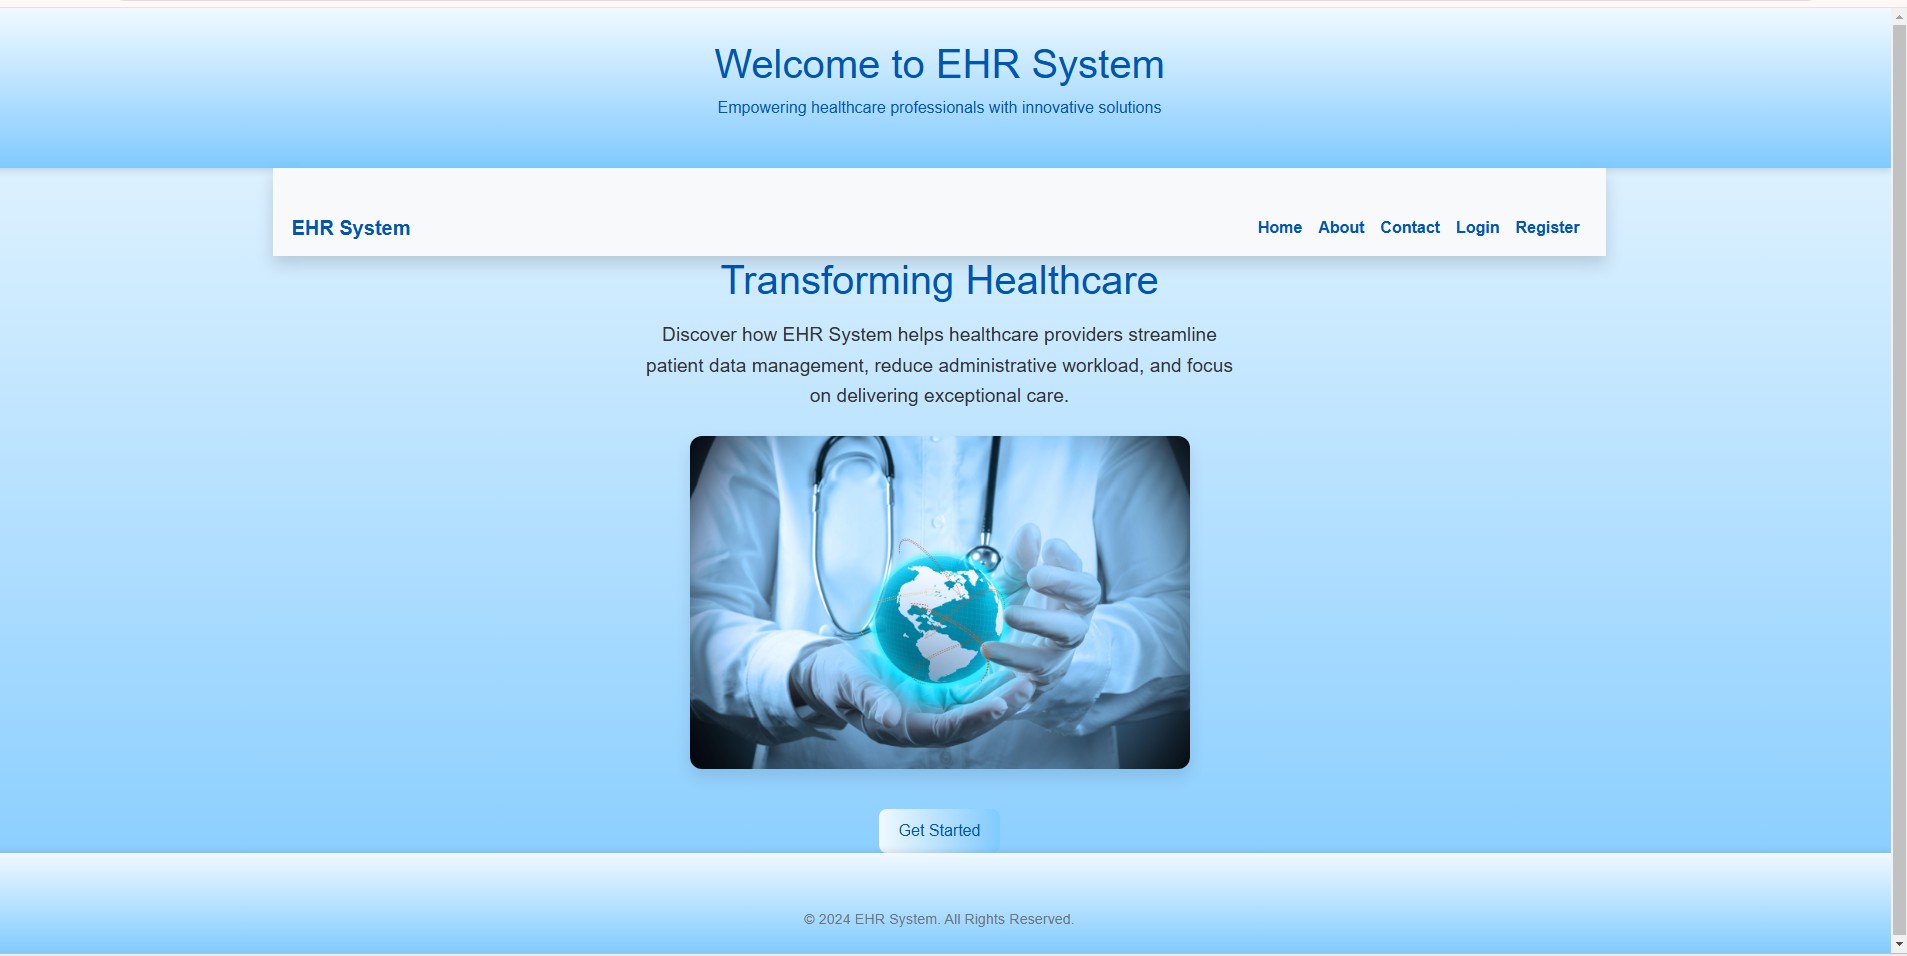 Welcome to EHR System
Empowering healthcare professionals with innovative solutions
EHR System
Home About Contact Login Register
Transforming Healthcare
Discover how EHR System helps healthcare providers streamline
patient data management, reduce administrative workload, and focus
on delivering exceptional care.
Get Started
© 2024 EHR System. All Rights Reserved.